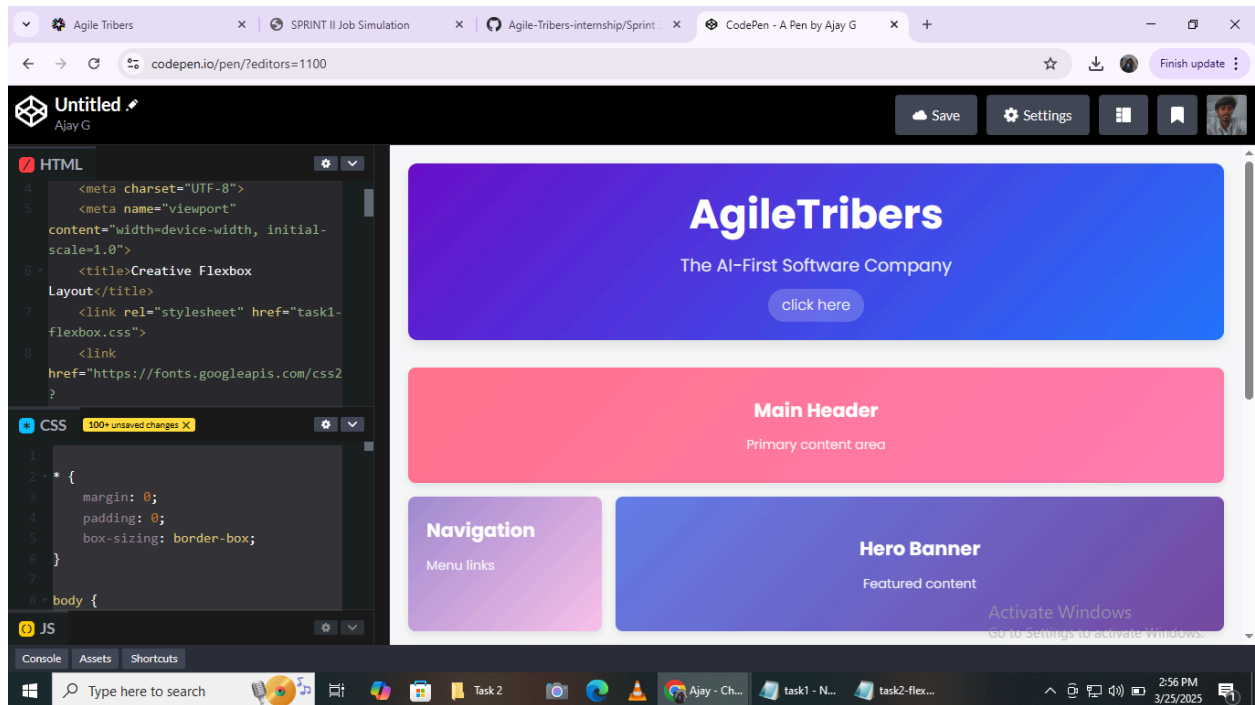 Agile Tribers
SPRINT II Job Simulation
Agile-Tribers-internship/Sprint
CodePen - A Pen by Ajay G
codepen.io/pen/?editors=1100
Finish update
Untitled
Ajay G
Save
Settings
HTML
4 <meta charset="UTF-8">
5 <meta name="viewport"
content="width=device-width, initial-
scale=1.0">
6 <title>Creative Flexbox
Layout</title>
7 <link rel="stylesheet" href="task1-
flexbox.css">
8 <link
href="https://fonts.googleapis.com/css2
?
CSS
100+ unsaved changes X
1
2 * {
3 margin: 0;
4 padding: 0;
5 box-sizing: border-box;
6 }
7
8 body {
JS
AgileTribers
The AI-First Software Company
click here
Main Header
Primary content area
Navigation
Menu links
Hero Banner
Featured content
Activate Windows
Go to Settings to activate Windows.
Console
Assets
Shortcuts
Type here to search
Task 2
Ajay - Ch...
task1 - N...
task2-flex...
2:56 PM
3/25/2025